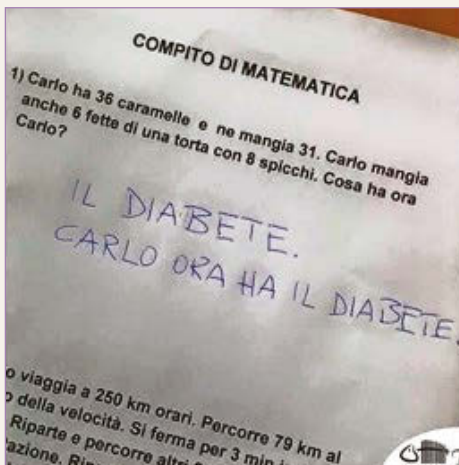 COMPITO DI MATEMATICA
1) Carlo ha 36 caramelle e ne mangia 31. Carlo mangia
anche 6 fette di una torta con 8 spicchi. Cosa ha ora
Carlo?
IL DIABETE.
CARLO ORA HA IL DIABETE.
o viaggia a 250 km orari. Percorre 79 km al
o della velocità. Si ferma per 3 min
Riparte e percorre altri
azione.